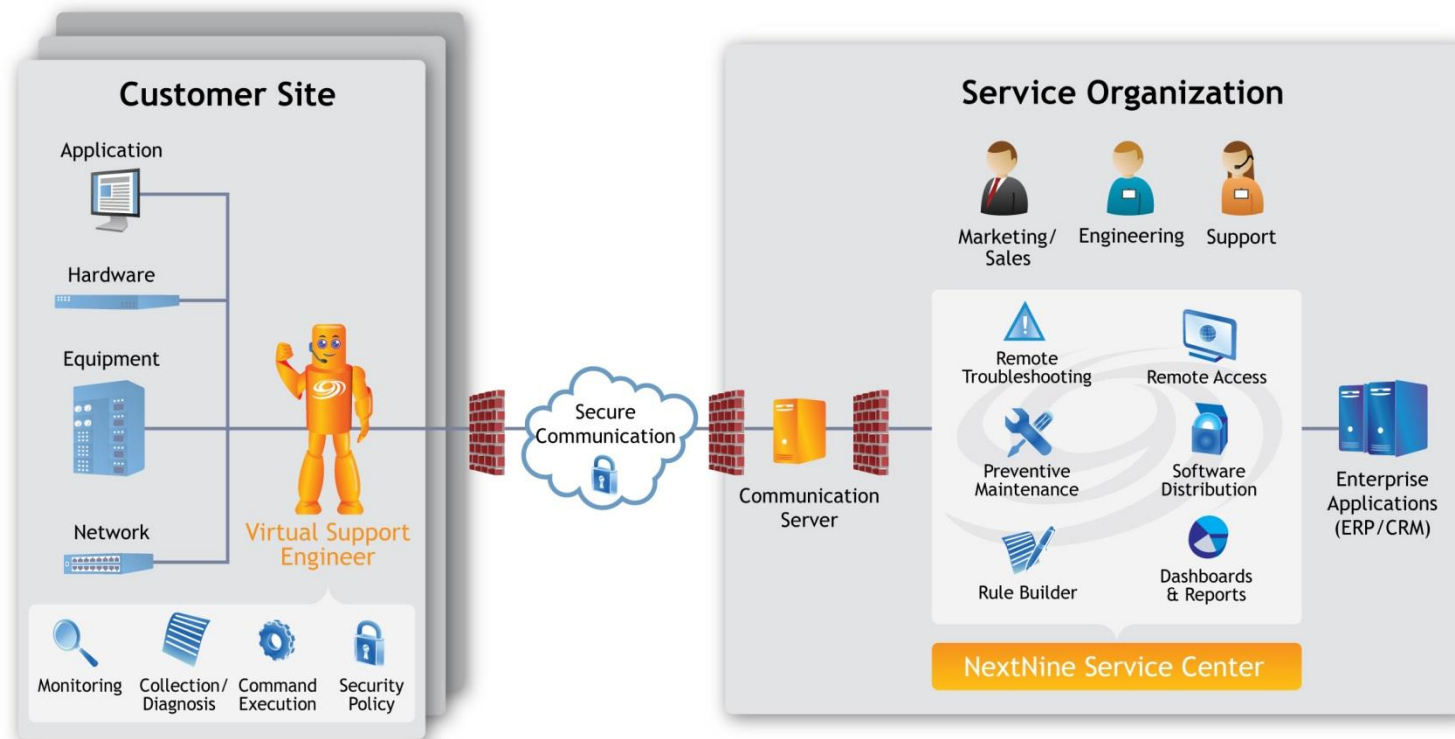 Customer Site
Application
Hardware
Equipment
Network
Virtual Support
Engineer
Monitoring
Collection/
Diagnosis
Command
Execution
Security
Policy
Secure
Communication
Communication
Server
Service Organization
Marketing/
Sales
Engineering
Support
Remote
Troubleshooting
Remote Access
Preventive
Maintenance
Software
Distribution
Rule Builder
Dashboards
& Reports
NextNine Service Center
Enterprise
Applications
(ERP/CRM)